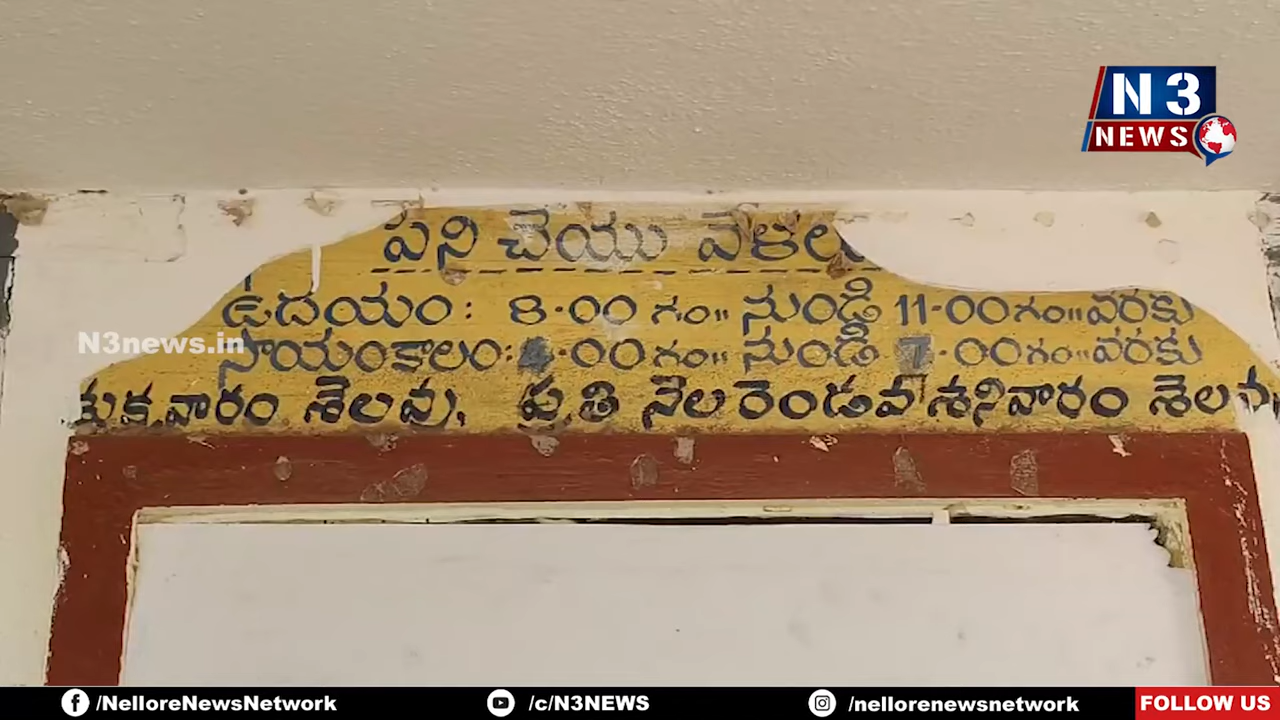 N3
NEWS
పని చేయు వేళలు
ఉదయం: 8.00 గం॥ నుండి 11.00గం॥వరకు
N3news.in
సాయంకాలం: 4.00గం॥ నుండి 7.00గం॥వరకు
శుక్రవారం శెలవు, ప్రతి నెల రెండవ శనివారం శెలవు
/NelloreNewsNetwork
/c/N3NEWS
/nellorenewsnetwork
FOLLOW US